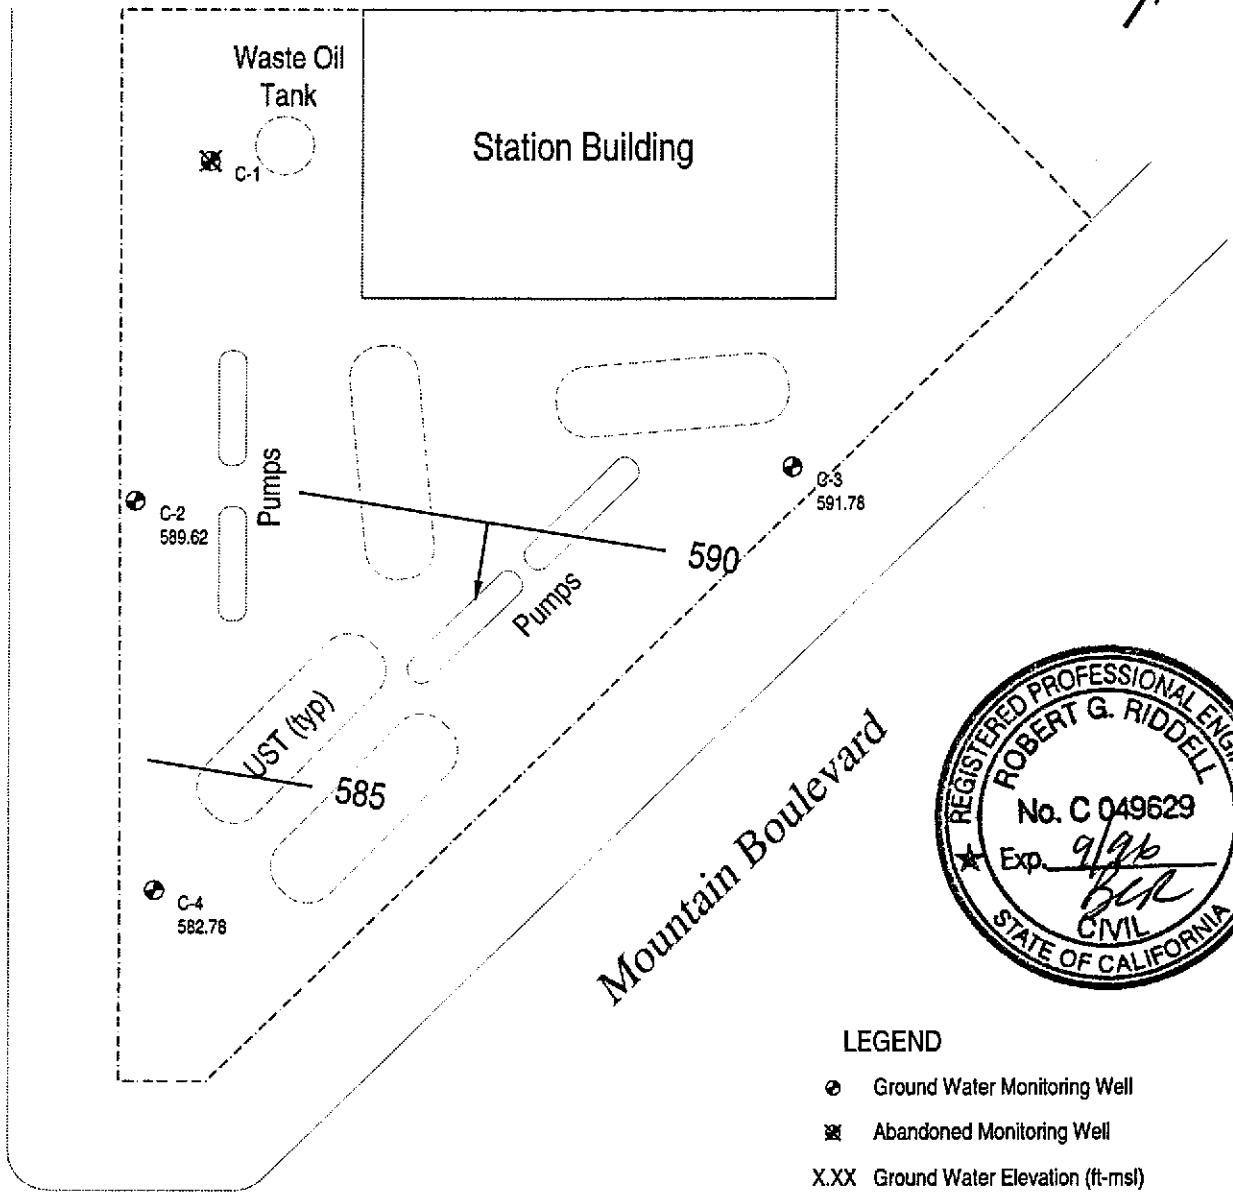 Waste Oil
Tank
Station Building
C-1
Pumps
C-2
589.62
C-3
591.78
590
Pumps
UST (typ)
585
C-4
582.78
Mountain Boulevard
REGISTERED PROFESSIONAL
ROBERT G. RIDDELL
No. C 049629
Exp. 9/96
CIVIL
STATE OF CALIFORNIA
LEGEND
Ground Water Monitoring Well
Abandoned Monitoring Well
X.XX Ground Water Elevation (ft-msl)